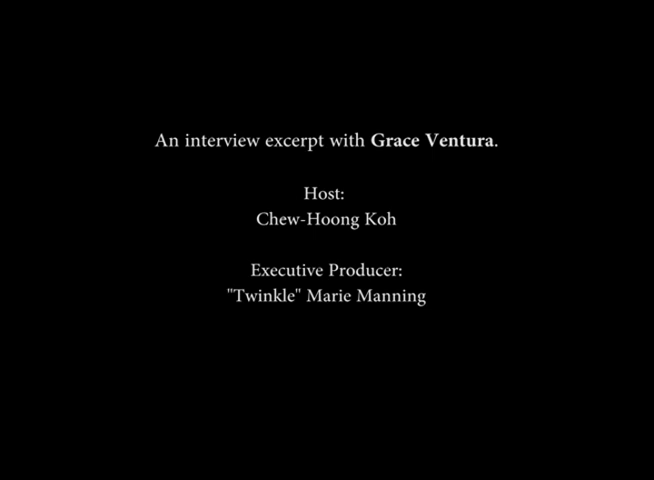 An interview excerpt with Grace Ventura.
Host:
Chew-Hoong Koh
Executive Producer:
"Twinkle" Marie Manning